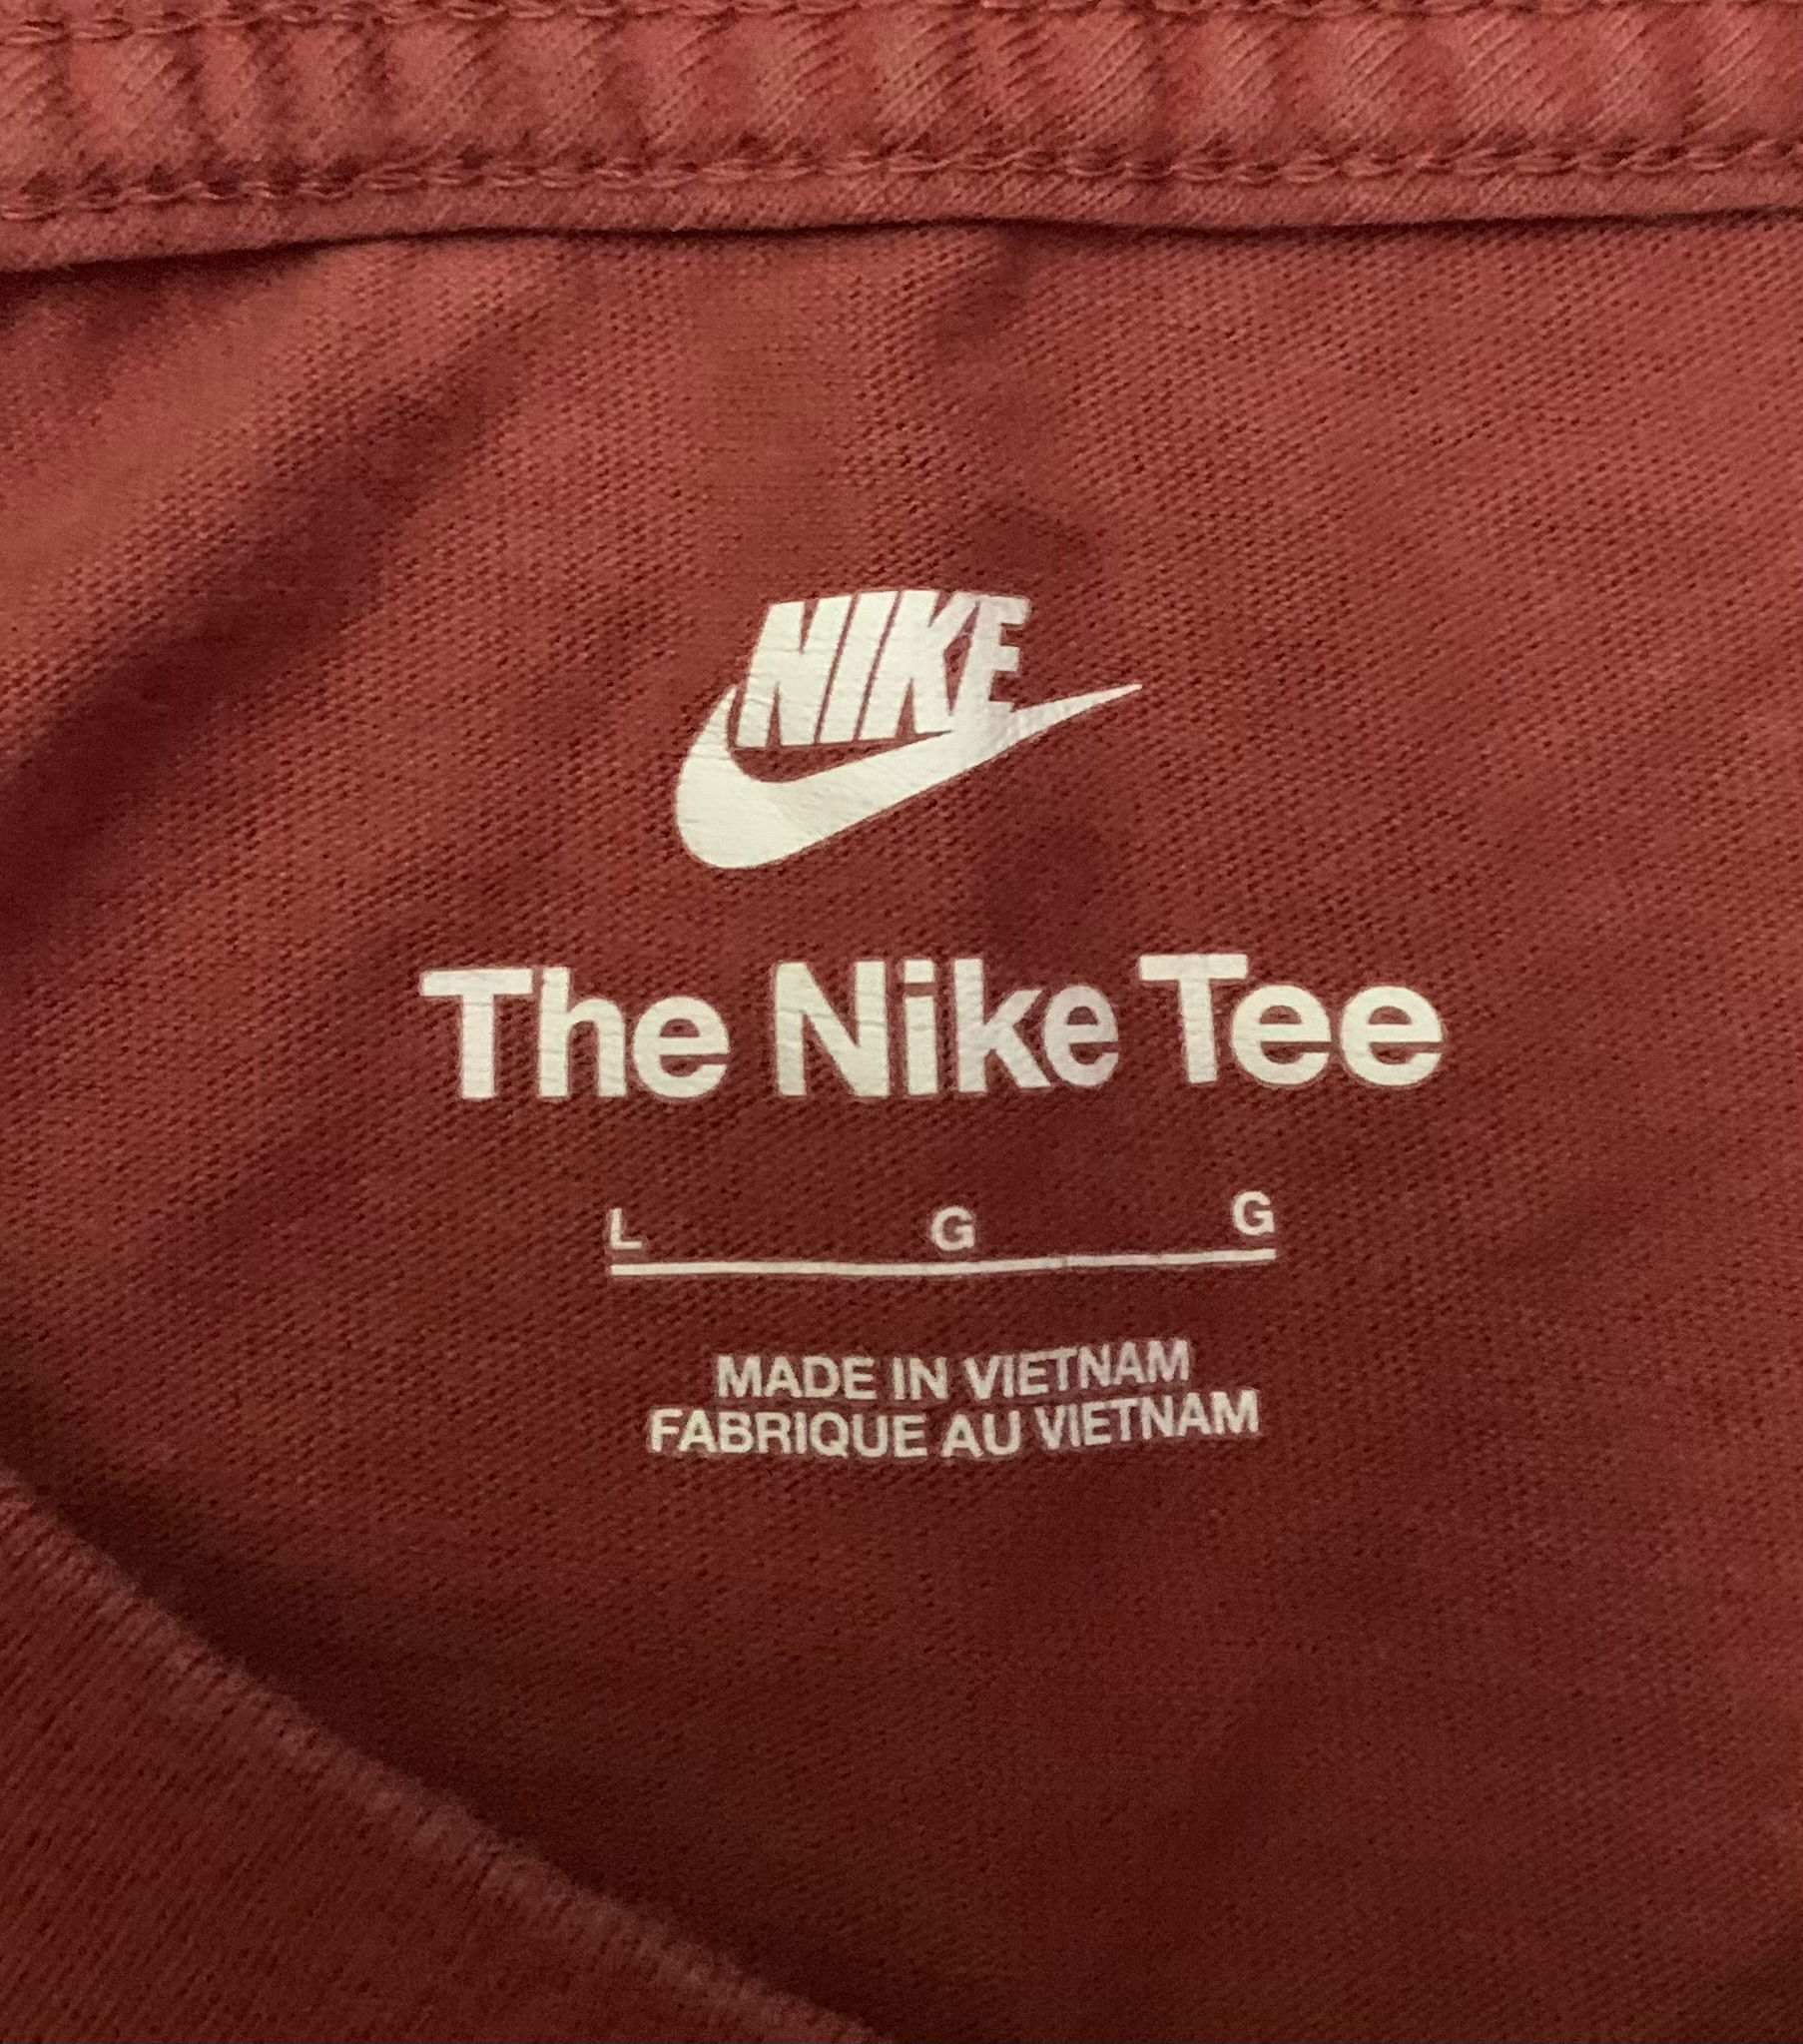 NIKE
The Nike Tee
L G G
MADE IN VIETNAM
FABRIQUE AU VIETNAM